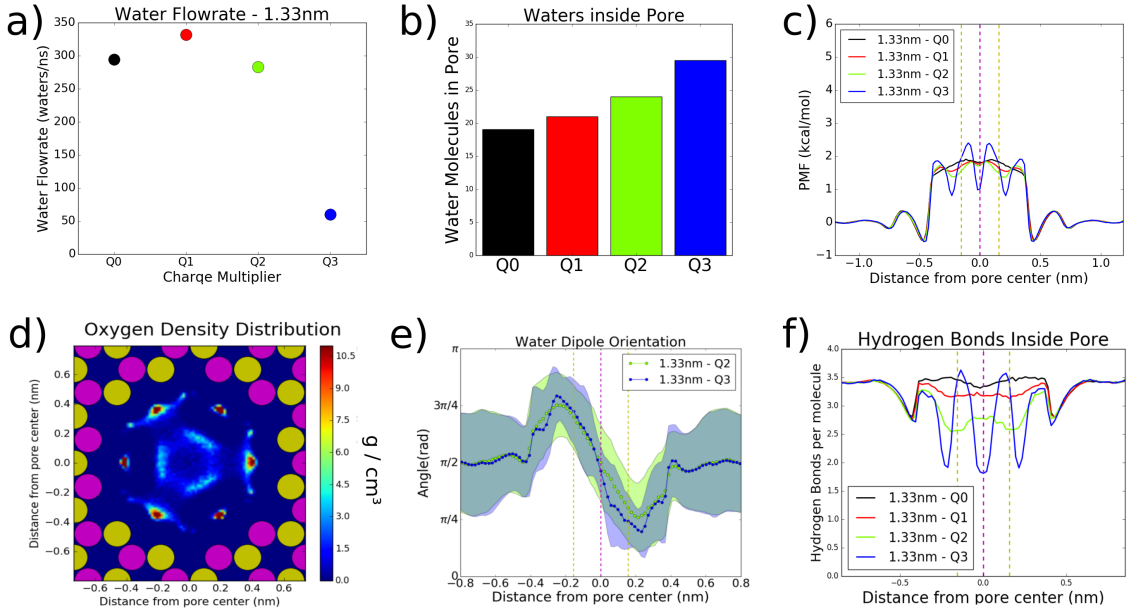 a)
Water Flowrate - 1.33nm
Water Flowrate (waters/ns)
350
300
250
200
150
100
50
0
Q0 Q1 Q2 Q3
Charge Multiplier
b)
Waters inside Pore
Water Molecules in Pore
35
30
25
20
15
10
5
0
Q0 Q1 Q2 Q3
c)
1.33nm - Q0
1.33nm - Q1
1.33nm - Q2
1.33nm - Q3
PMF (kcal/mol)
6
5
4
3
2
1
0
−1
−1.0 −0.5 0.0 0.5 1.0
Distance from pore center (nm)
d)
Oxygen Density Distribution
Distance from pore center (nm)
0.6
0.4
0.2
0.0
−0.2
−0.4
−0.6
−0.6 −0.4 −0.2 0.0 0.2 0.4 0.6
Distance from pore center (nm)
10.5
9.0
7.5
6.0
4.5
3.0
1.5
0.0
g / cm³
e)
Water Dipole Orientation
1.33nm - Q2
1.33nm - Q3
Angle(rad)
π
3π/4
π/2
π/4
0
−0.8 −0.6 −0.4 −0.2 0.0 0.2 0.4 0.6 0.8
Distance from pore center (nm)
f)
Hydrogen Bonds Inside Pore
Hydrogen Bonds per molecule
4.0
3.5
3.0
2.5
2.0
1.5
1.0
0.5
0.0
1.33nm - Q0
1.33nm - Q1
1.33nm - Q2
1.33nm - Q3
−0.5 0.0 0.5
Distance from pore center (nm)